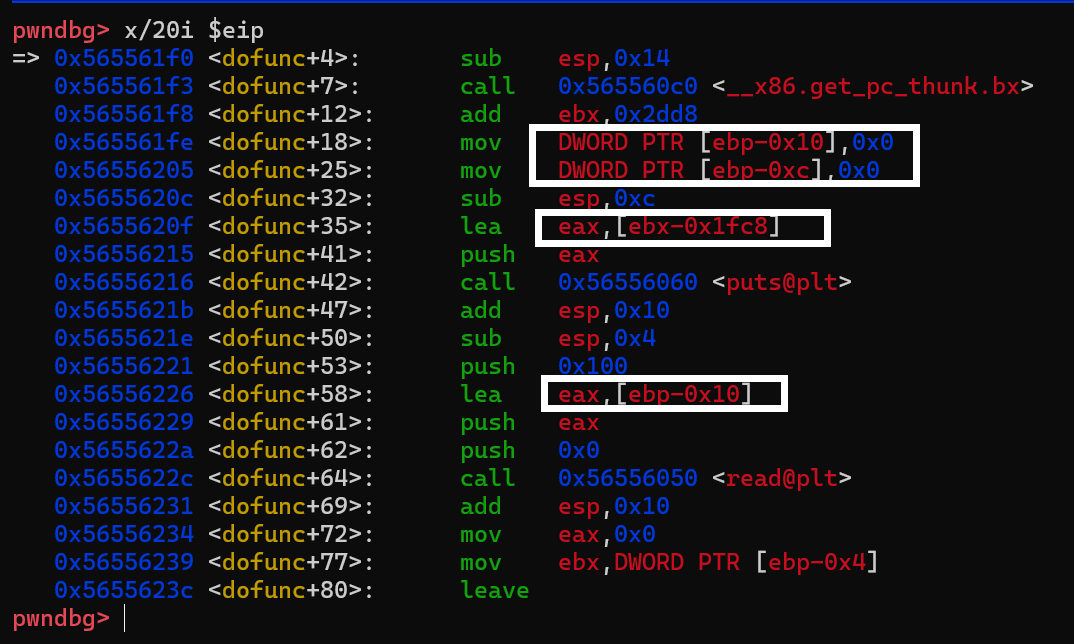 pwndbg> x/20i $eip
=> 0x565561f0 <dofunc+4>: sub esp,0x14
0x565561f3 <dofunc+7>: call 0x565560c0 <__x86.get_pc_thunk.bx>
0x565561f8 <dofunc+12>: add ebx,0x2dd8
0x565561fe <dofunc+18>: mov DWORD PTR [ebp-0x10],0x0
0x56556205 <dofunc+25>: mov DWORD PTR [ebp-0xc],0x0
0x5655620c <dofunc+32>: sub esp,0xc
0x5655620f <dofunc+35>: lea eax,[ebx-0x1fc8]
0x56556215 <dofunc+41>: push eax
0x56556216 <dofunc+42>: call 0x56556060 <puts@plt>
0x5655621b <dofunc+47>: add esp,0x10
0x5655621e <dofunc+50>: sub esp,0x4
0x56556221 <dofunc+53>: push 0x100
0x56556226 <dofunc+58>: lea eax,[ebp-0x10]
0x56556229 <dofunc+61>: push eax
0x5655622a <dofunc+62>: push 0x0
0x5655622c <dofunc+64>: call 0x56556050 <read@plt>
0x56556231 <dofunc+69>: add esp,0x10
0x56556234 <dofunc+72>: mov eax,0x0
0x56556239 <dofunc+77>: mov ebx,DWORD PTR [ebp-0x4]
0x5655623c <dofunc+80>: leave
pwndbg>